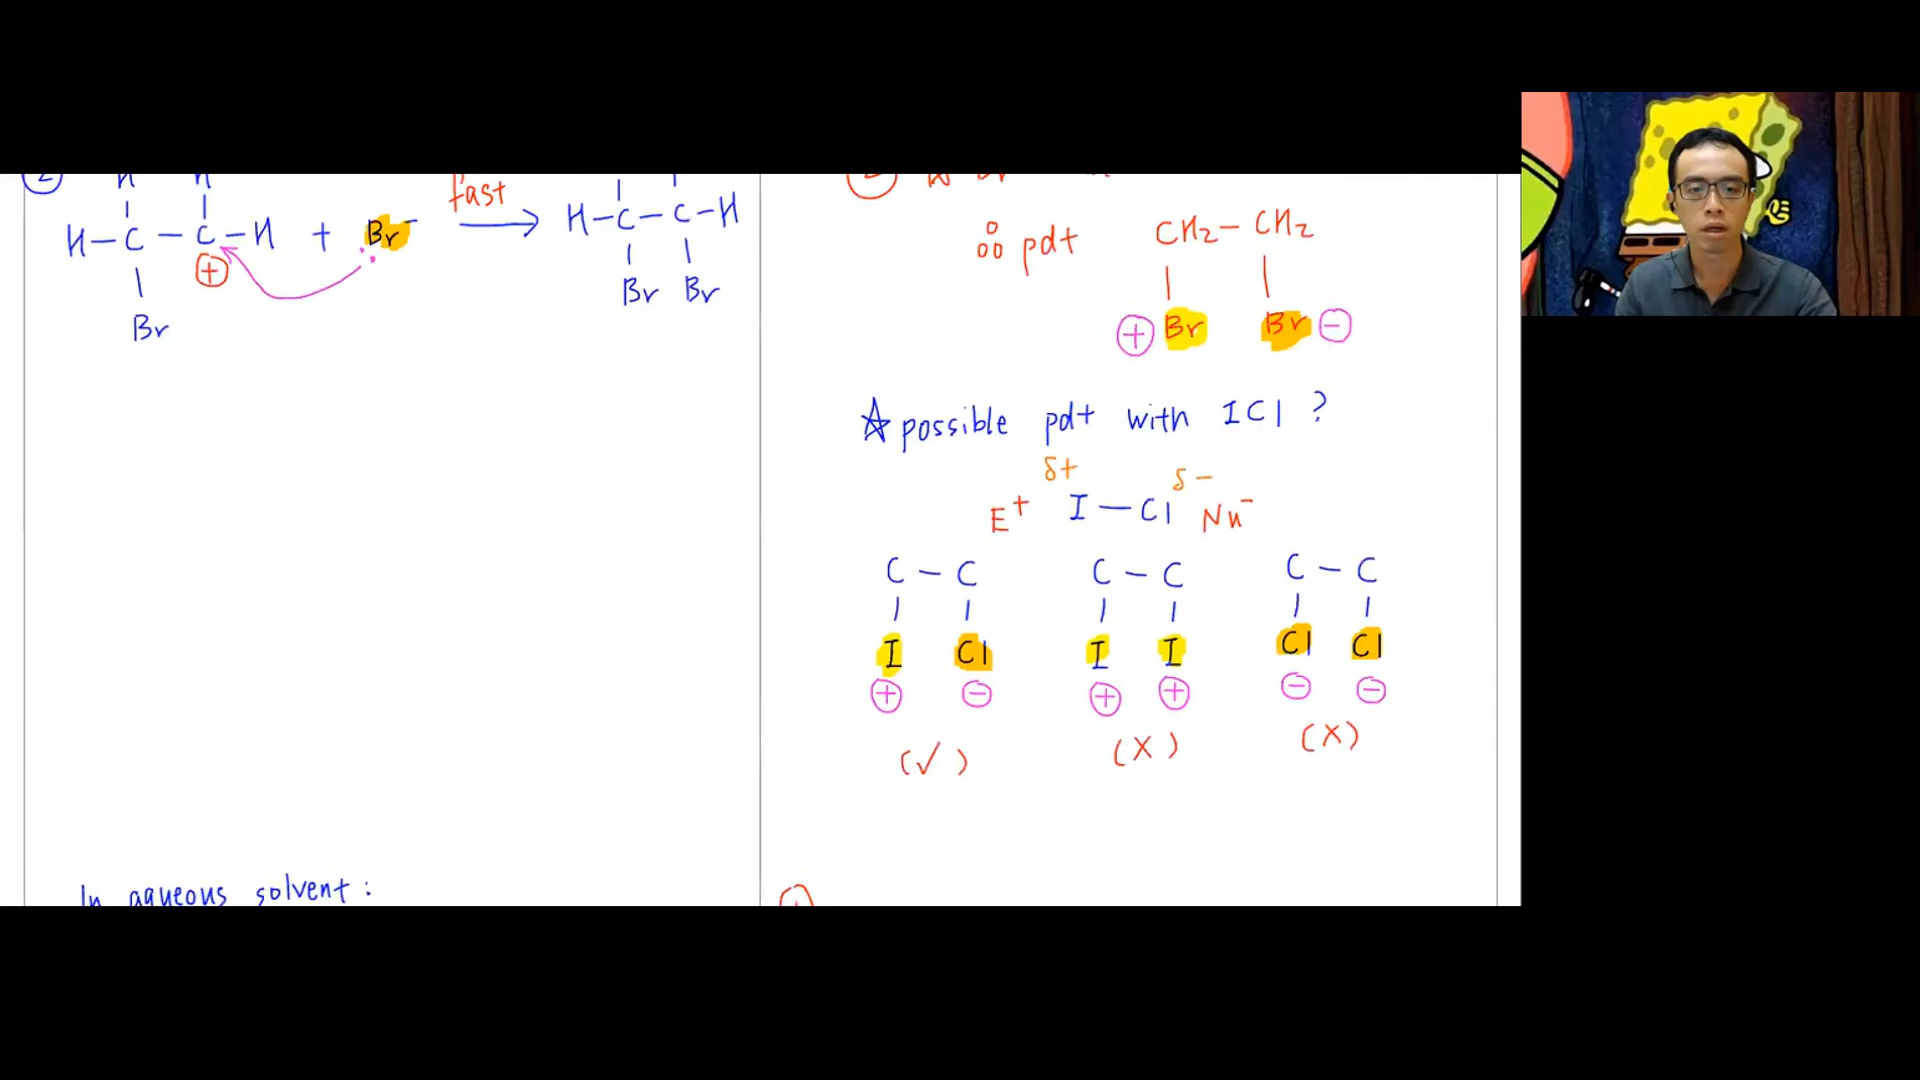 2 H H fast
H-C-C-H + Br⁻ → H-C-C-H
+
Br
Br Br
∴ pdt CH2-CH2
+ Br Br -
☆ possible pdt with ICl ?
δ+ δ-
E+ I-Cl Nu-
C-C C-C C-C
I Cl I I Cl Cl
+ - + + - -
(✓) (X) (X)
In aqueous solvent: